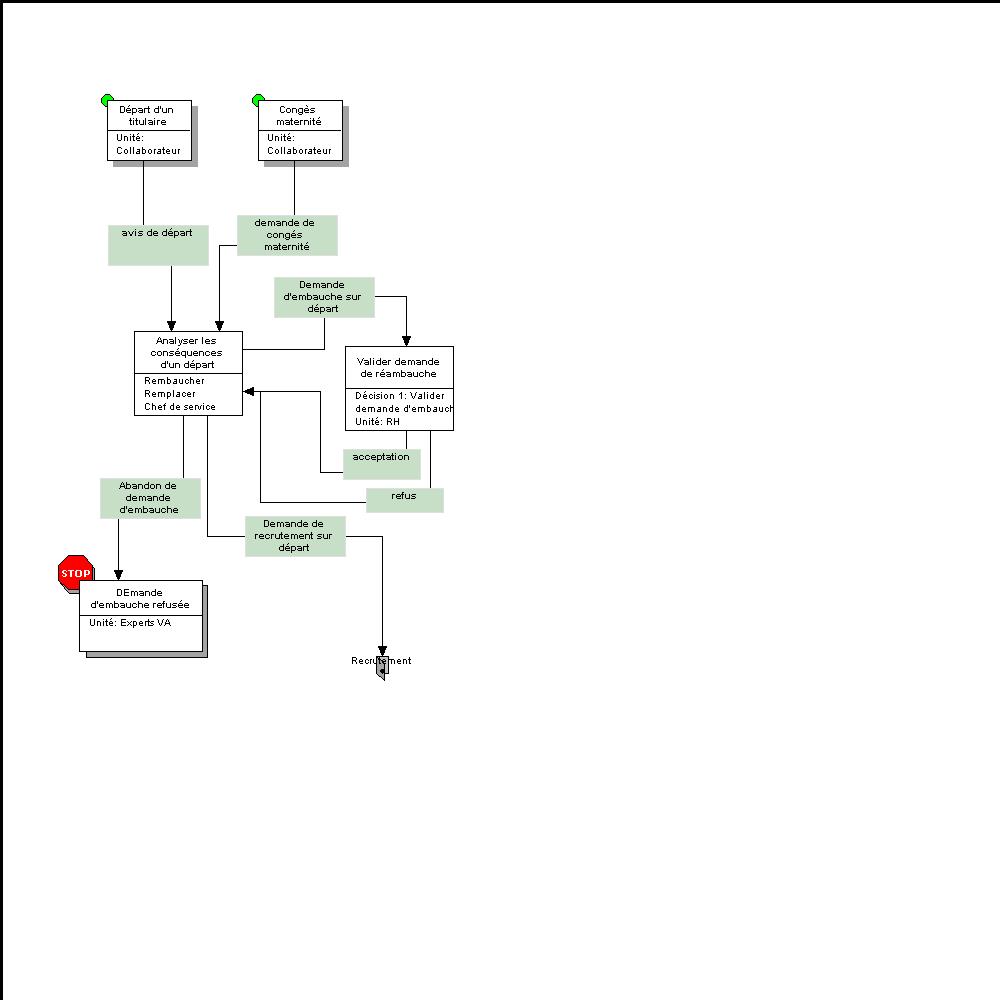 Départ d'un
titulaire
Unité:
Collaborateur
Congès
maternité
Unité:
Collaborateur
avis de départ
demande de
congés
maternité
Demande
d'embauche sur
départ
Analyser les
conséquences
d'un départ
Rembaucher
Remplacer
Chef de service
Valider demande
de réambauche
Décision 1: Valider
demande d'embauch
Unité: RH
acceptation
refus
Abandon de
demande
d'embauche
Demande de
recrutement sur
départ
STOP
DEmande
d'embauche refusée
Unité: Experts VA
Recrutement